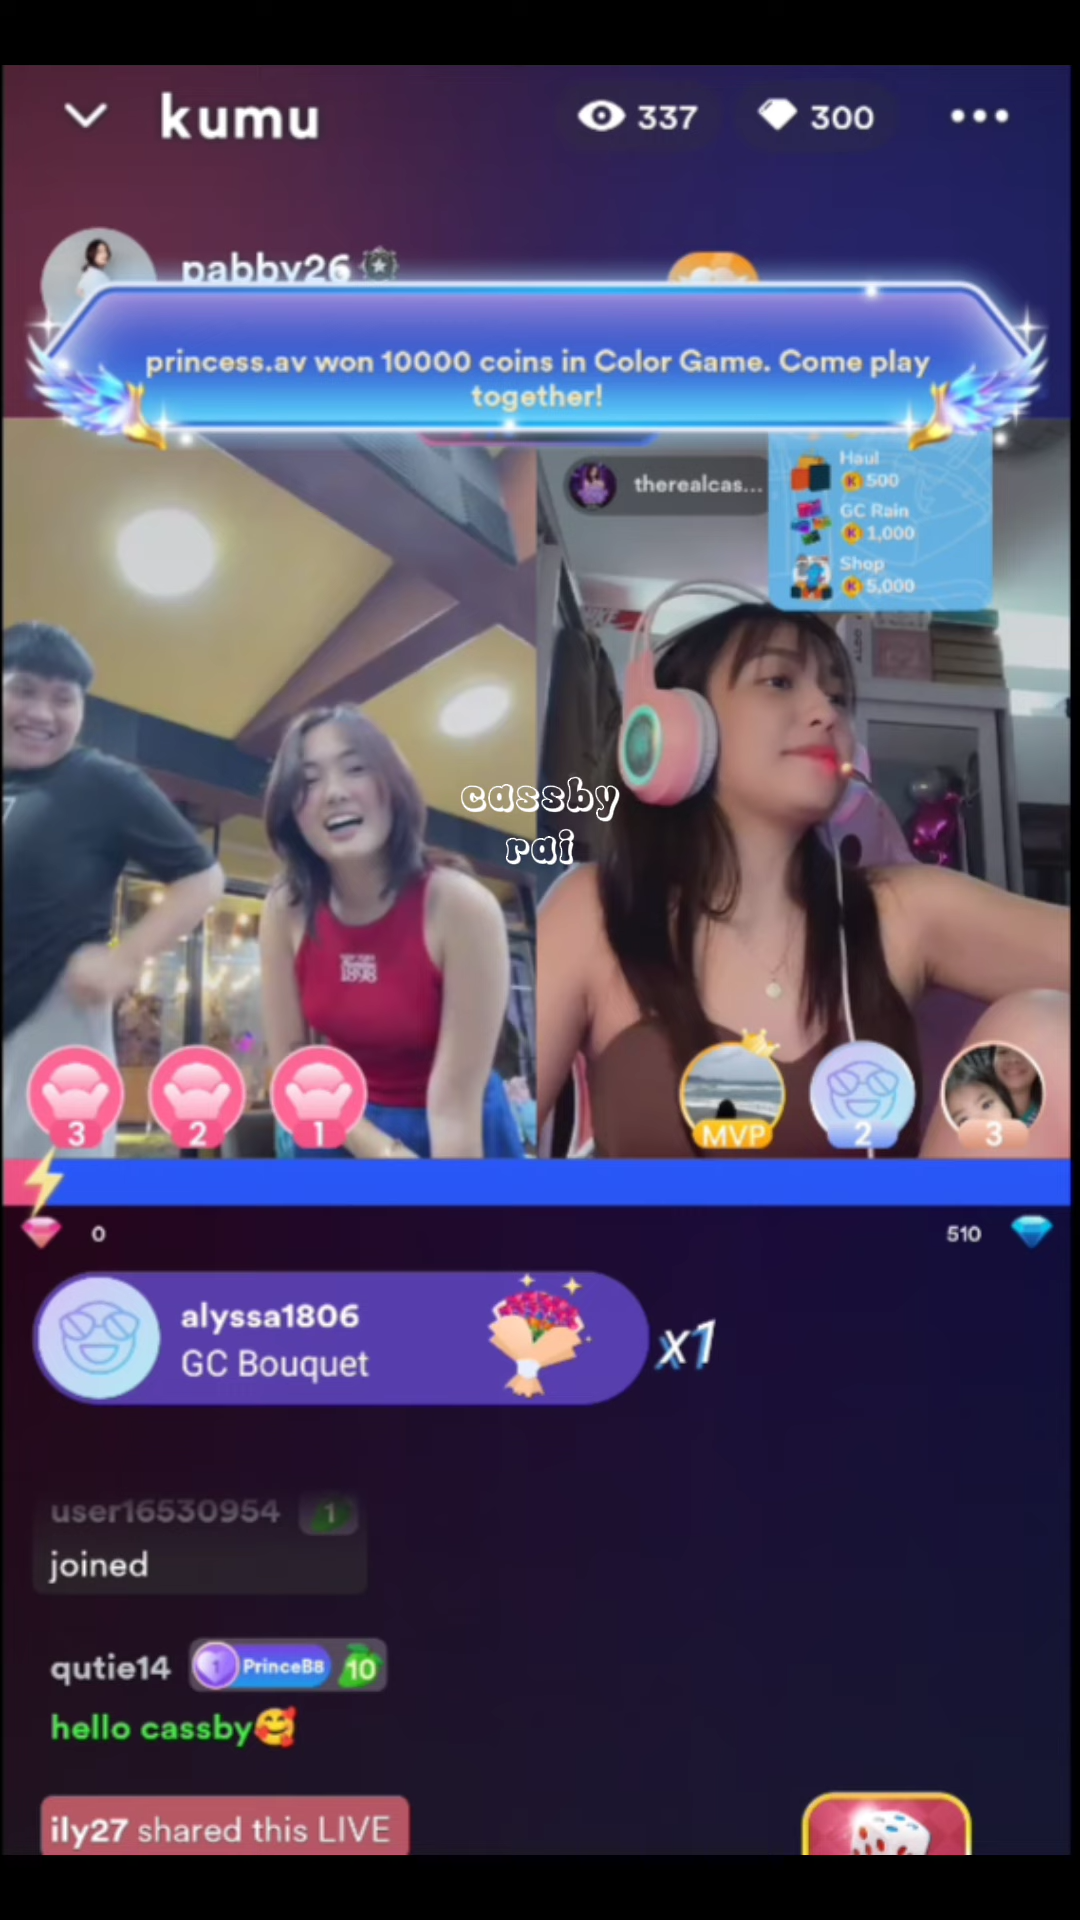 kumu
337
300
pabby26
princess.av won 10000 coins in Color Game. Come play
together!
therealcas...
Haul
K 500
GC Rain
K 1,000
Shop
K 5,000
cassby
rai
1898
3
2
1
MVP
2
3
0
510
alyssa1806
GC Bouquet
x1
user16530954 1
joined
qutie14 1 PrinceB8 10
hello cassby🥰
ily27 shared this LIVE